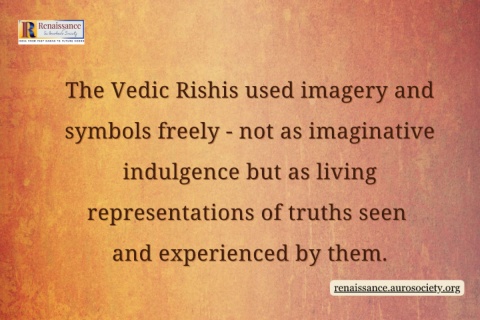 Renaissance
The Vedic Rishis used imagery and
symbols freely - not as imaginative
indulgence but as living
representations of truths seen
and experienced by them.
renaissance.aurosociety.org